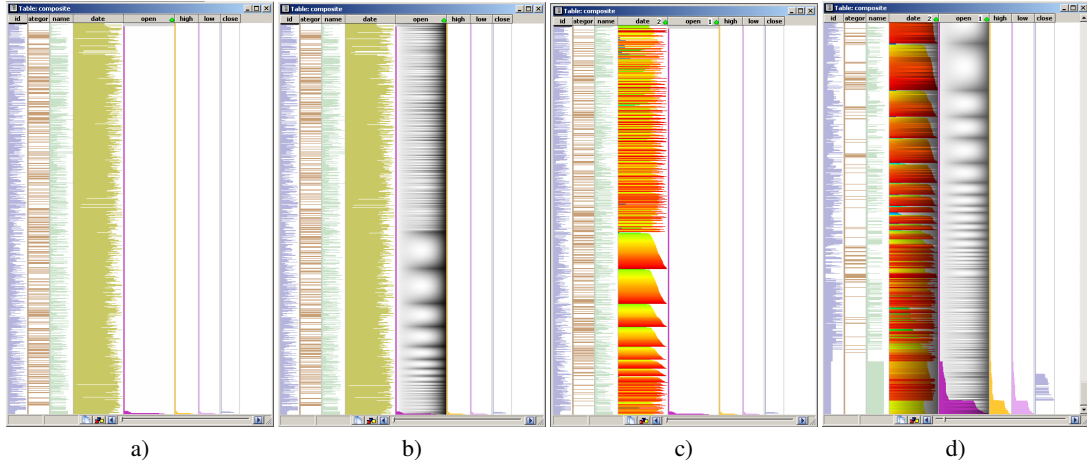 Table: composite
id ategor name date open high low close
Table: composite
id ategor name date open high low close
Table: composite
id ategor name date 2 open 1 high low close
Table: composite
id ategor name date 2 open 1 high low close
a) b) c) d)